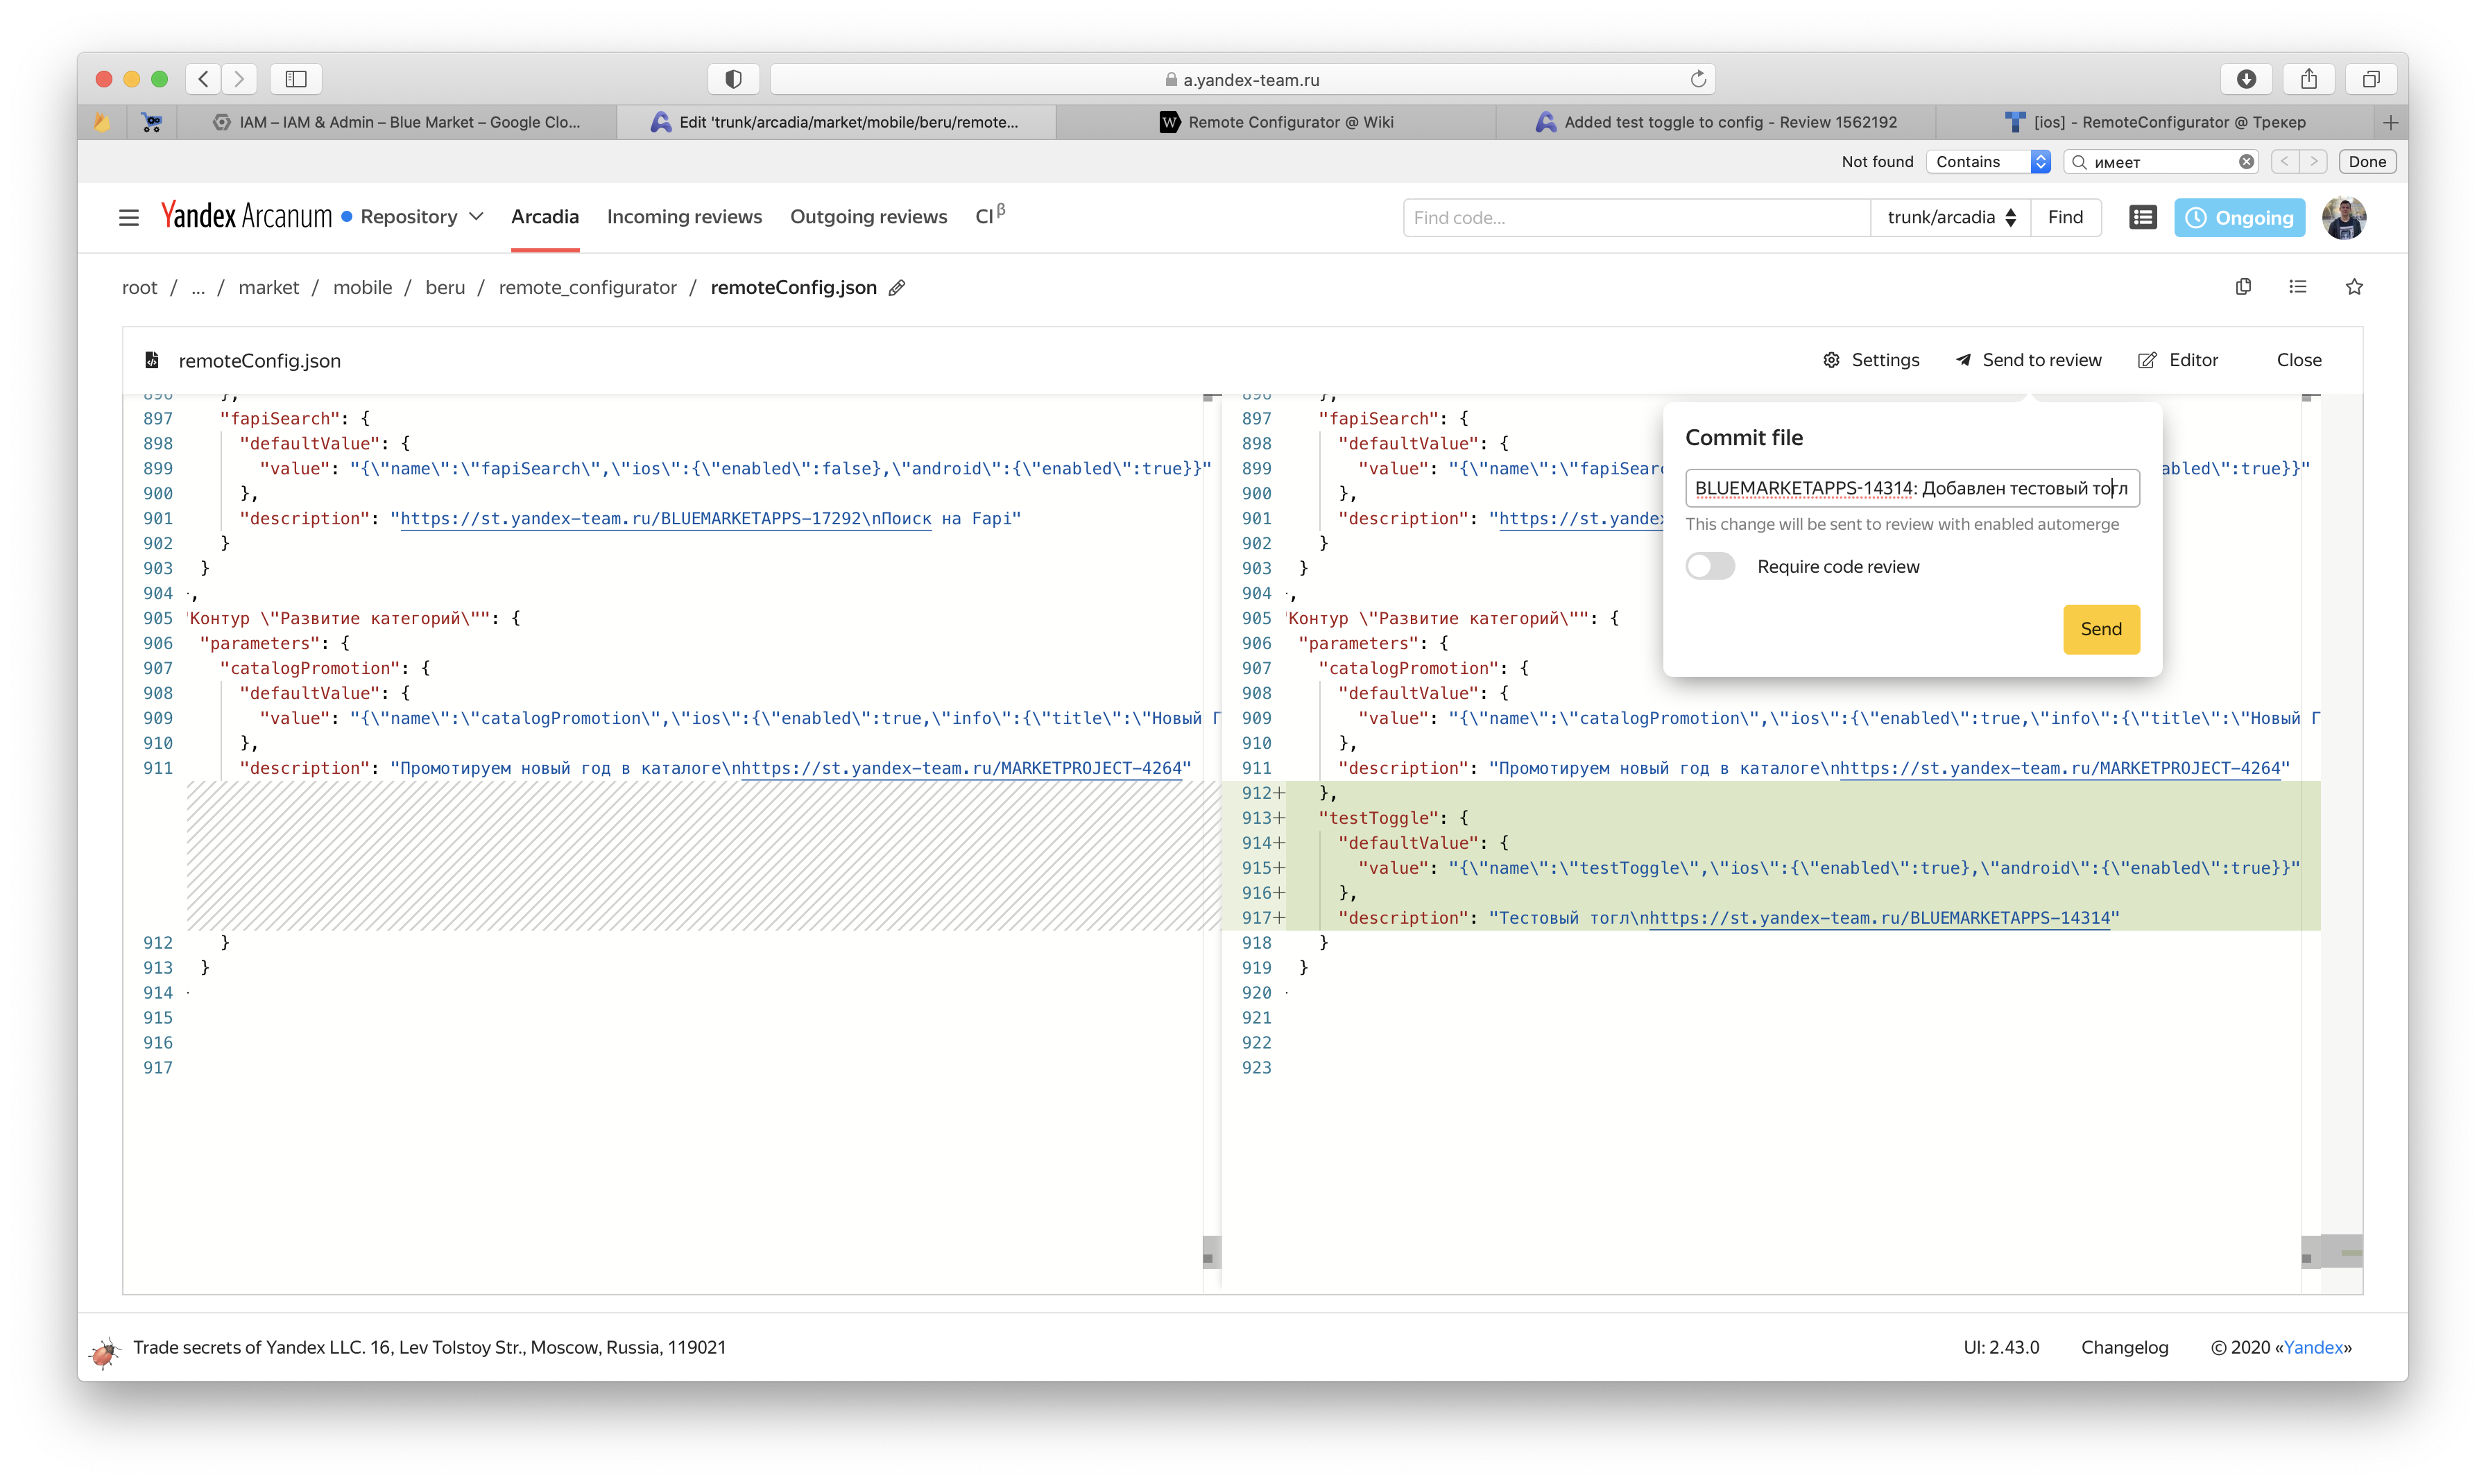 a.yandex-team.ru
IAM – IAM & Admin – Blue Market – Google Clo...
Edit 'trunk/arcadia/market/mobile/beru/remote...
Remote Configurator @ Wiki
Added test toggle to config - Review 1562192
[ios] - RemoteConfigurator @ Трекер
Not found Contains имеет Done
Yandex Arcanum Repository Arcadia Incoming reviews Outgoing reviews CI β Find code... trunk/arcadia Find Ongoing
root / ... / market / mobile / beru / remote_configurator / remoteConfig.json
remoteConfig.json Settings Send to review Editor Close
896 },
897 "fapiSearch": {
898 "defaultValue": {
899 "value": "{\"name\":\"fapiSearch\",\"ios\":{\"enabled\":false},\"android\":{\"enabled\":true}}"
900 },
901 "description": "https://st.yandex-team.ru/BLUEMARKETAPPS-17292\nПоиск на Fapi"
902 }
903 }
904 ,
905 "Контур \"Развитие категорий\"": {
906 "parameters": {
907 "catalogPromotion": {
908 "defaultValue": {
909 "value": "{\"name\":\"catalogPromotion\",\"ios\":{\"enabled\":true,\"info\":{\"title\":\"Новый Г
910 },
911 "description": "Промотируем новый год в каталоге\nhttps://st.yandex-team.ru/MARKETPROJECT-4264"
912 }
913 }
914
915
916
917
896 },
897 "fapiSearch": {
898 "defaultValue": {
899 "value": "{\"name\":\"fapiSearc abled\":true}}"
900 },
901 "description": "https://st.yande
902 }
903 }
904 ,
905 "Контур \"Развитие категорий\"": {
906 "parameters": {
907 "catalogPromotion": {
908 "defaultValue": {
909 "value": "{\"name\":\"catalogPromotion\",\"ios\":{\"enabled\":true,\"info\":{\"title\":\"Новый Г
910 },
911 "description": "Промотируем новый год в каталоге\nhttps://st.yandex-team.ru/MARKETPROJECT-4264"
912+ },
913+ "testToggle": {
914+ "defaultValue": {
915+ "value": "{\"name\":\"testToggle\",\"ios\":{\"enabled\":true},\"android\":{\"enabled\":true}}"
916+ },
917+ "description": "Тестовый тогл\nhttps://st.yandex-team.ru/BLUEMARKETAPPS-14314"
918 }
919 }
920
921
922
923
Commit file
BLUEMARKETAPPS-14314: Добавлен тестовый тогл
This change will be sent to review with enabled automerge
Require code review
Send
Trade secrets of Yandex LLC. 16, Lev Tolstoy Str., Moscow, Russia, 119021 UI: 2.43.0 Changelog © 2020 «Yandex»